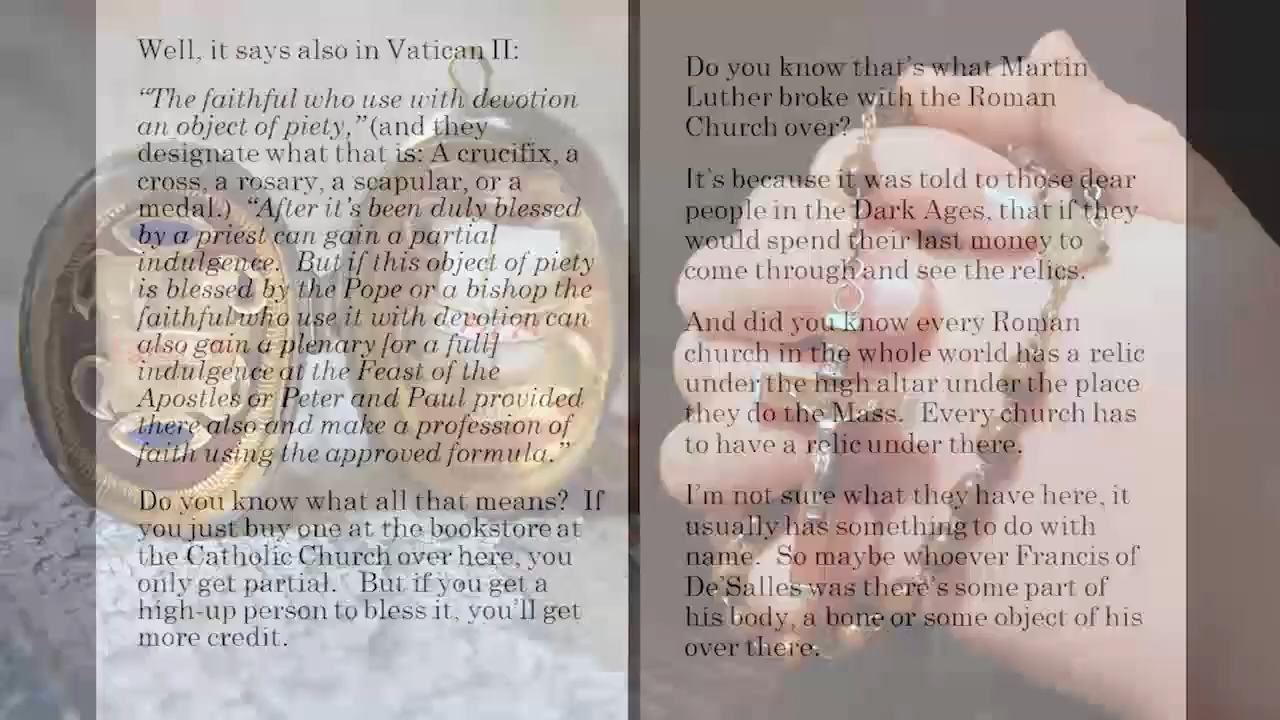 Well, it says also in Vatican II:
“The faithful who use with devotion
an object of piety,” (and they
designate what that is: A crucifix, a
cross, a rosary, a scapular, or a
medal.) “After it’s been duly blessed
by a priest can gain a partial
indulgence. But if this object of piety
is blessed by the Pope or a bishop the
faithful who use it with devotion can
also gain a plenary [or a full]
indulgence at the Feast of the
Apostles or Peter and Paul provided
there also and make a profession of
faith using the approved formula.”
Do you know what all that means? If
you just buy one at the bookstore at
the Catholic Church over here, you
only get partial. But if you get a
high-up person to bless it, you’ll get
more credit.
Do you know that’s what Martin
Luther broke with the Roman
Church over?
It’s because it was told to those dear
people in the Dark Ages, that if they
would spend their last money to
come through and see the relics.
And did you know every Roman
church in the whole world has a relic
under the high altar under the place
they do the Mass. Every church has
to have a relic under there.
I’m not sure what they have here, it
usually has something to do with
name. So maybe whoever Francis of
De’Salles was there’s some part of
his body, a bone or some object of his
over there.